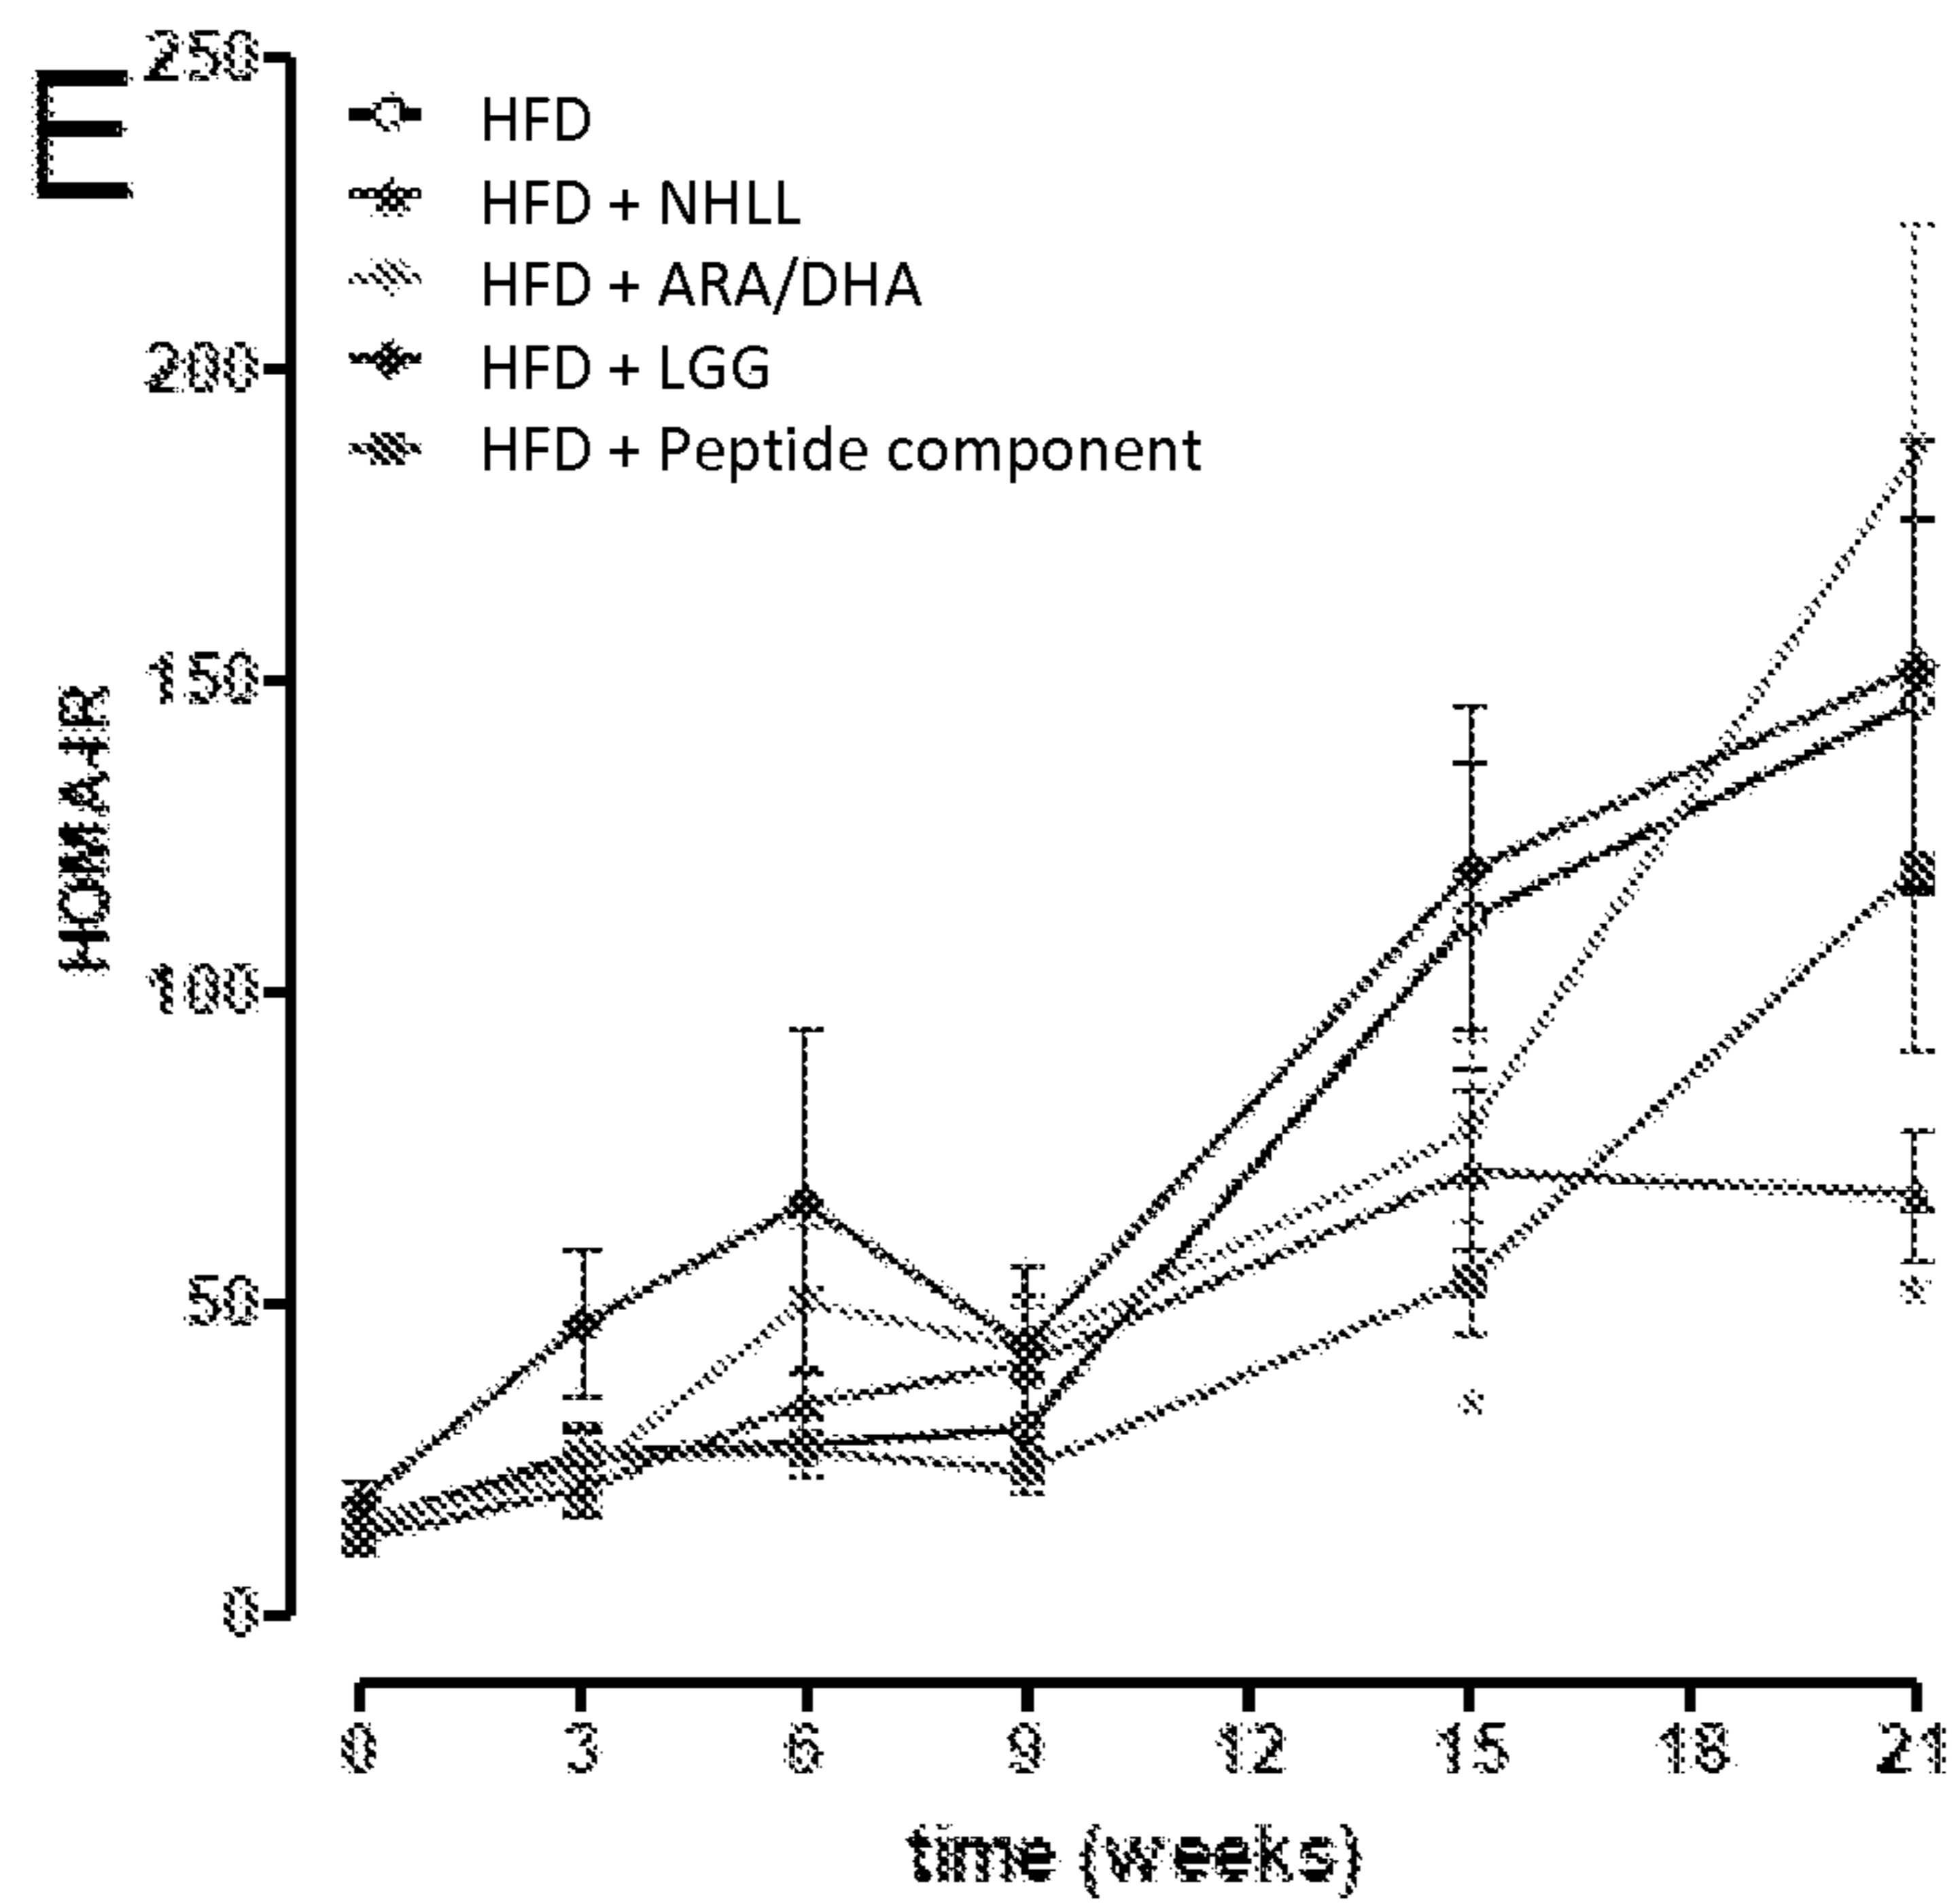 E
250
200
150
100
50
0
HOMA-IR
HFD
HFD + NHLL
HFD + ARA/DHA
HFD + LGG
HFD + Peptide component
0 3 6 9 12 15 18 21
time (weeks)